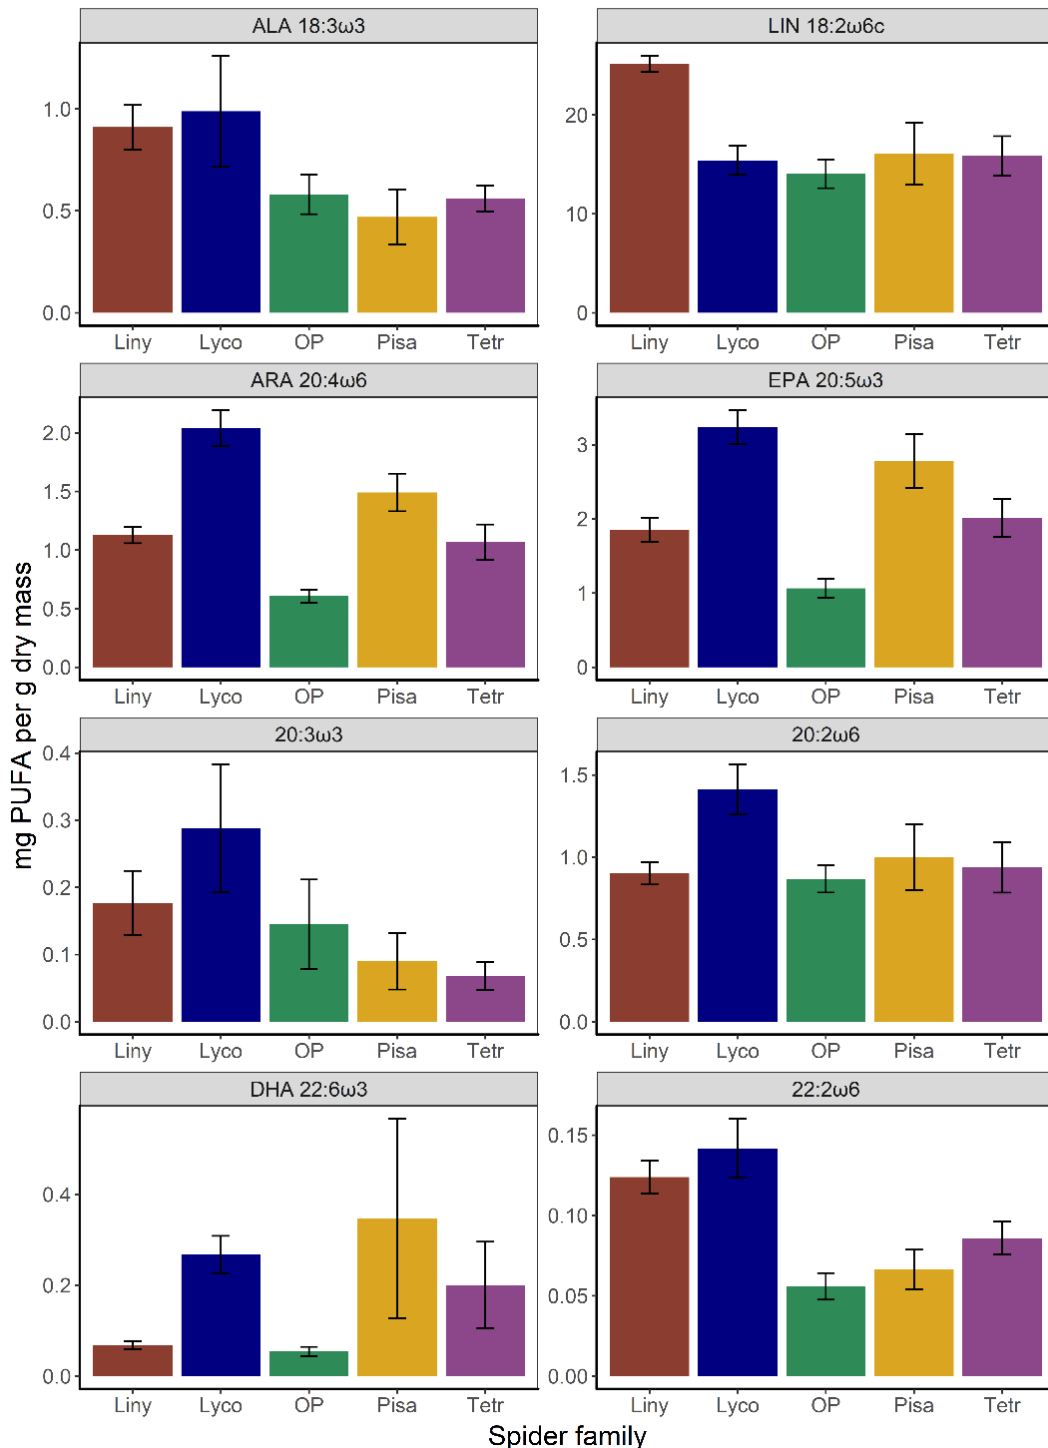 ALA 18:3ω3
LIN 18:2ω6c
1.0
0.5
0.0
20
10
0
Liny Lyco OP Pisa Tetr
Liny Lyco OP Pisa Tetr
ARA 20:4ω6
EPA 20:5ω3
2.0
1.5
1.0
0.5
0.0
3
2
1
0
Liny Lyco OP Pisa Tetr
Liny Lyco OP Pisa Tetr
mg PUFA per g dry mass
20:3ω3
20:2ω6
0.4
0.3
0.2
0.1
0.0
1.5
1.0
0.5
0.0
Liny Lyco OP Pisa Tetr
Liny Lyco OP Pisa Tetr
DHA 22:6ω3
22:2ω6
0.4
0.2
0.0
0.15
0.10
0.05
0.00
Liny Lyco OP Pisa Tetr
Liny Lyco OP Pisa Tetr
Spider family